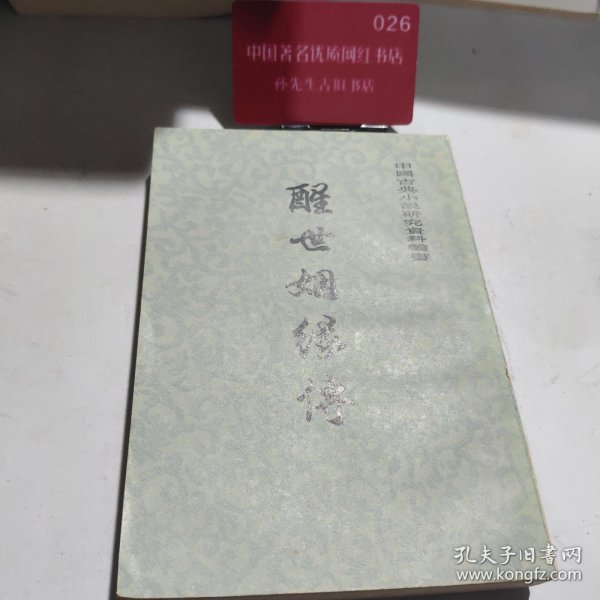 026
中国著名优质网红书店
孙先生古旧书店
中國古典小說研究資料叢書
醒世姻缘傳
孔夫子旧书网
www.kongfz.com